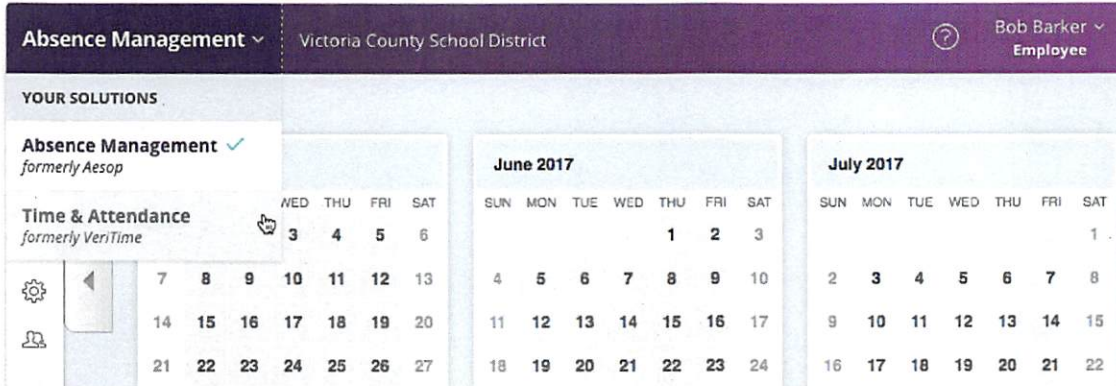 Absence Management
Victoria County School District
?
Bob Barker
Employee
YOUR SOLUTIONS
Absence Management
formerly Aesop
Time & Attendance
formerly VeriTime
WED THU FRI SAT
3 4 5 6
7 8 9 10 11 12 13
14 15 16 17 18 19 20
21 22 23 24 25 26 27
June 2017
SUN MON TUE WED THU FRI SAT
1 2 3
4 5 6 7 8 9 10
11 12 13 14 15 16 17
18 19 20 21 22 23 24
July 2017
SUN MON TUE WED THU FRI SAT
1
2 3 4 5 6 7 8
9 10 11 12 13 14 15
16 17 18 19 20 21 22